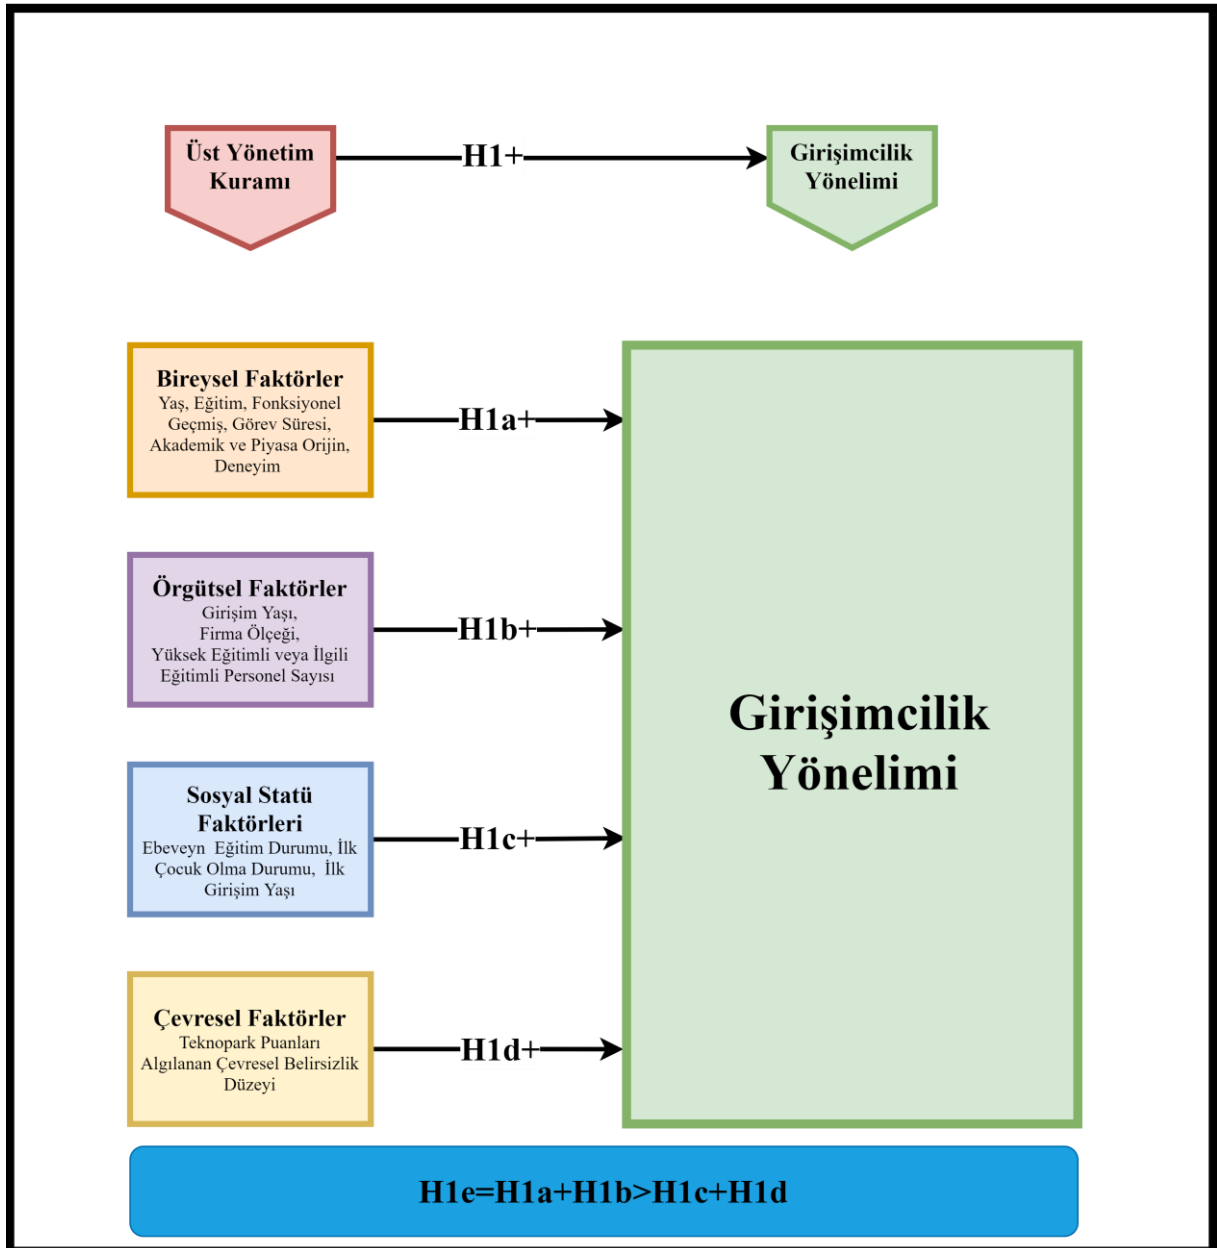 Üst Yönetim
Kuramı
H1+
Girişimcilik
Yönelimi
Bireysel Faktörler
Yaş, Eğitim, Fonksiyonel
Geçmiş, Görev Süresi,
Akademik ve Piyasa Orijin,
Deneyim
H1a+
Örgütsel Faktörler
Girişim Yaşı,
Firma Ölçeği,
Yüksek Eğitimli veya İlgili
Eğitimli Personel Sayısı
H1b+
Sosyal Statü
Faktörleri
Ebeveyn Eğitim Durumu, İlk
Çocuk Olma Durumu, İlk
Girişim Yaşı
H1c+
Çevresel Faktörler
Teknopark Puanları
Algılanan Çevresel Belirsizlik
Düzeyi
H1d+
Girişimcilik
Yönelimi
H1e=H1a+H1b>H1c+H1d